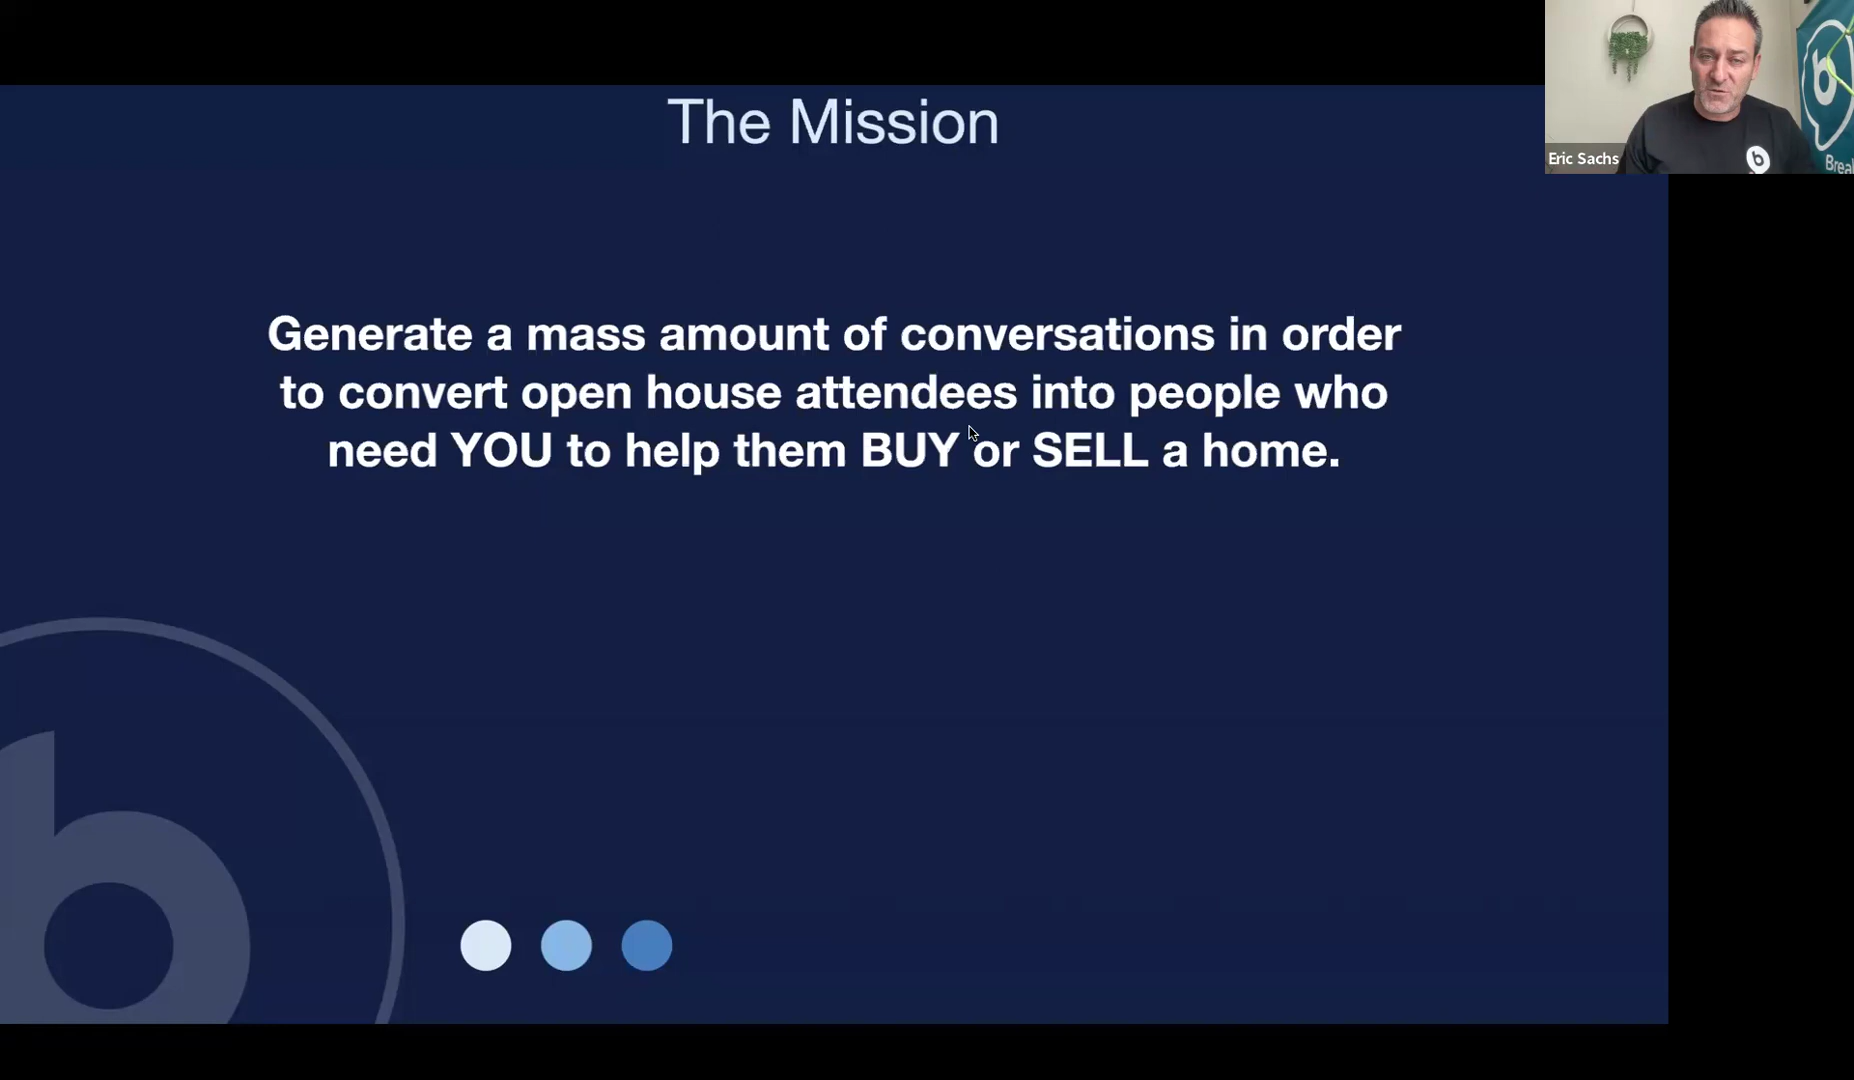 The Mission
Generate a mass amount of conversations in order
to convert open house attendees into people who
need YOU to help them BUY or SELL a home.
Eric Sachs
b
b
Brea
b